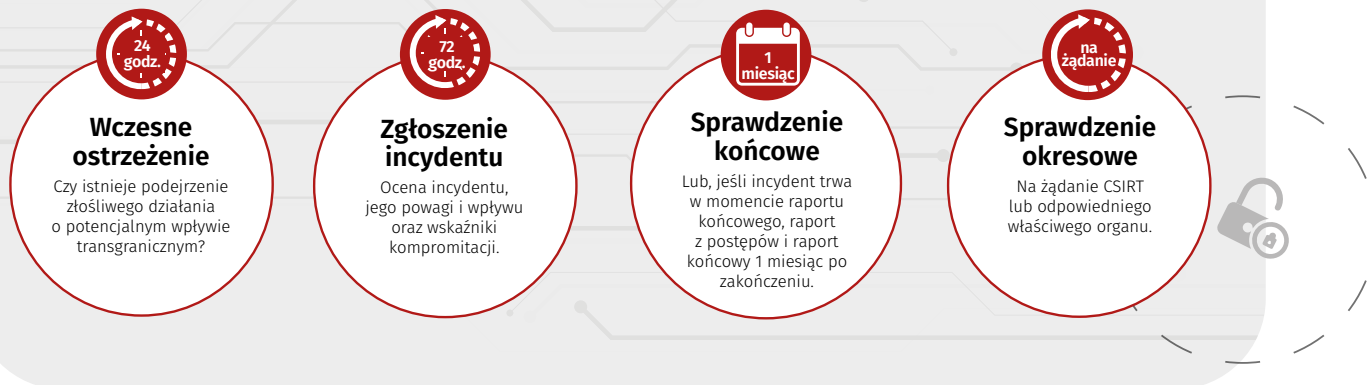 24
godz.
Wczesne
ostrzeżenie
Czy istnieje podejrzenie
złośliwego działania
o potencjalnym wpływie
transgranicznym?
72
godz.
Zgłoszenie
incydentu
Ocena incydentu,
jego powagi i wpływu
oraz wskaźniki
kompromitacji.
1
miesiąc
Sprawdzenie
końcowe
Lub, jeśli incydent trwa
w momencie raportu
końcowego, raport
z postępów i raport
końcowy 1 miesiąc po
zakończeniu.
na
żądanie
Sprawdzenie
okresowe
Na żądanie CSIRT
lub odpowiedniego
właściwego organu.